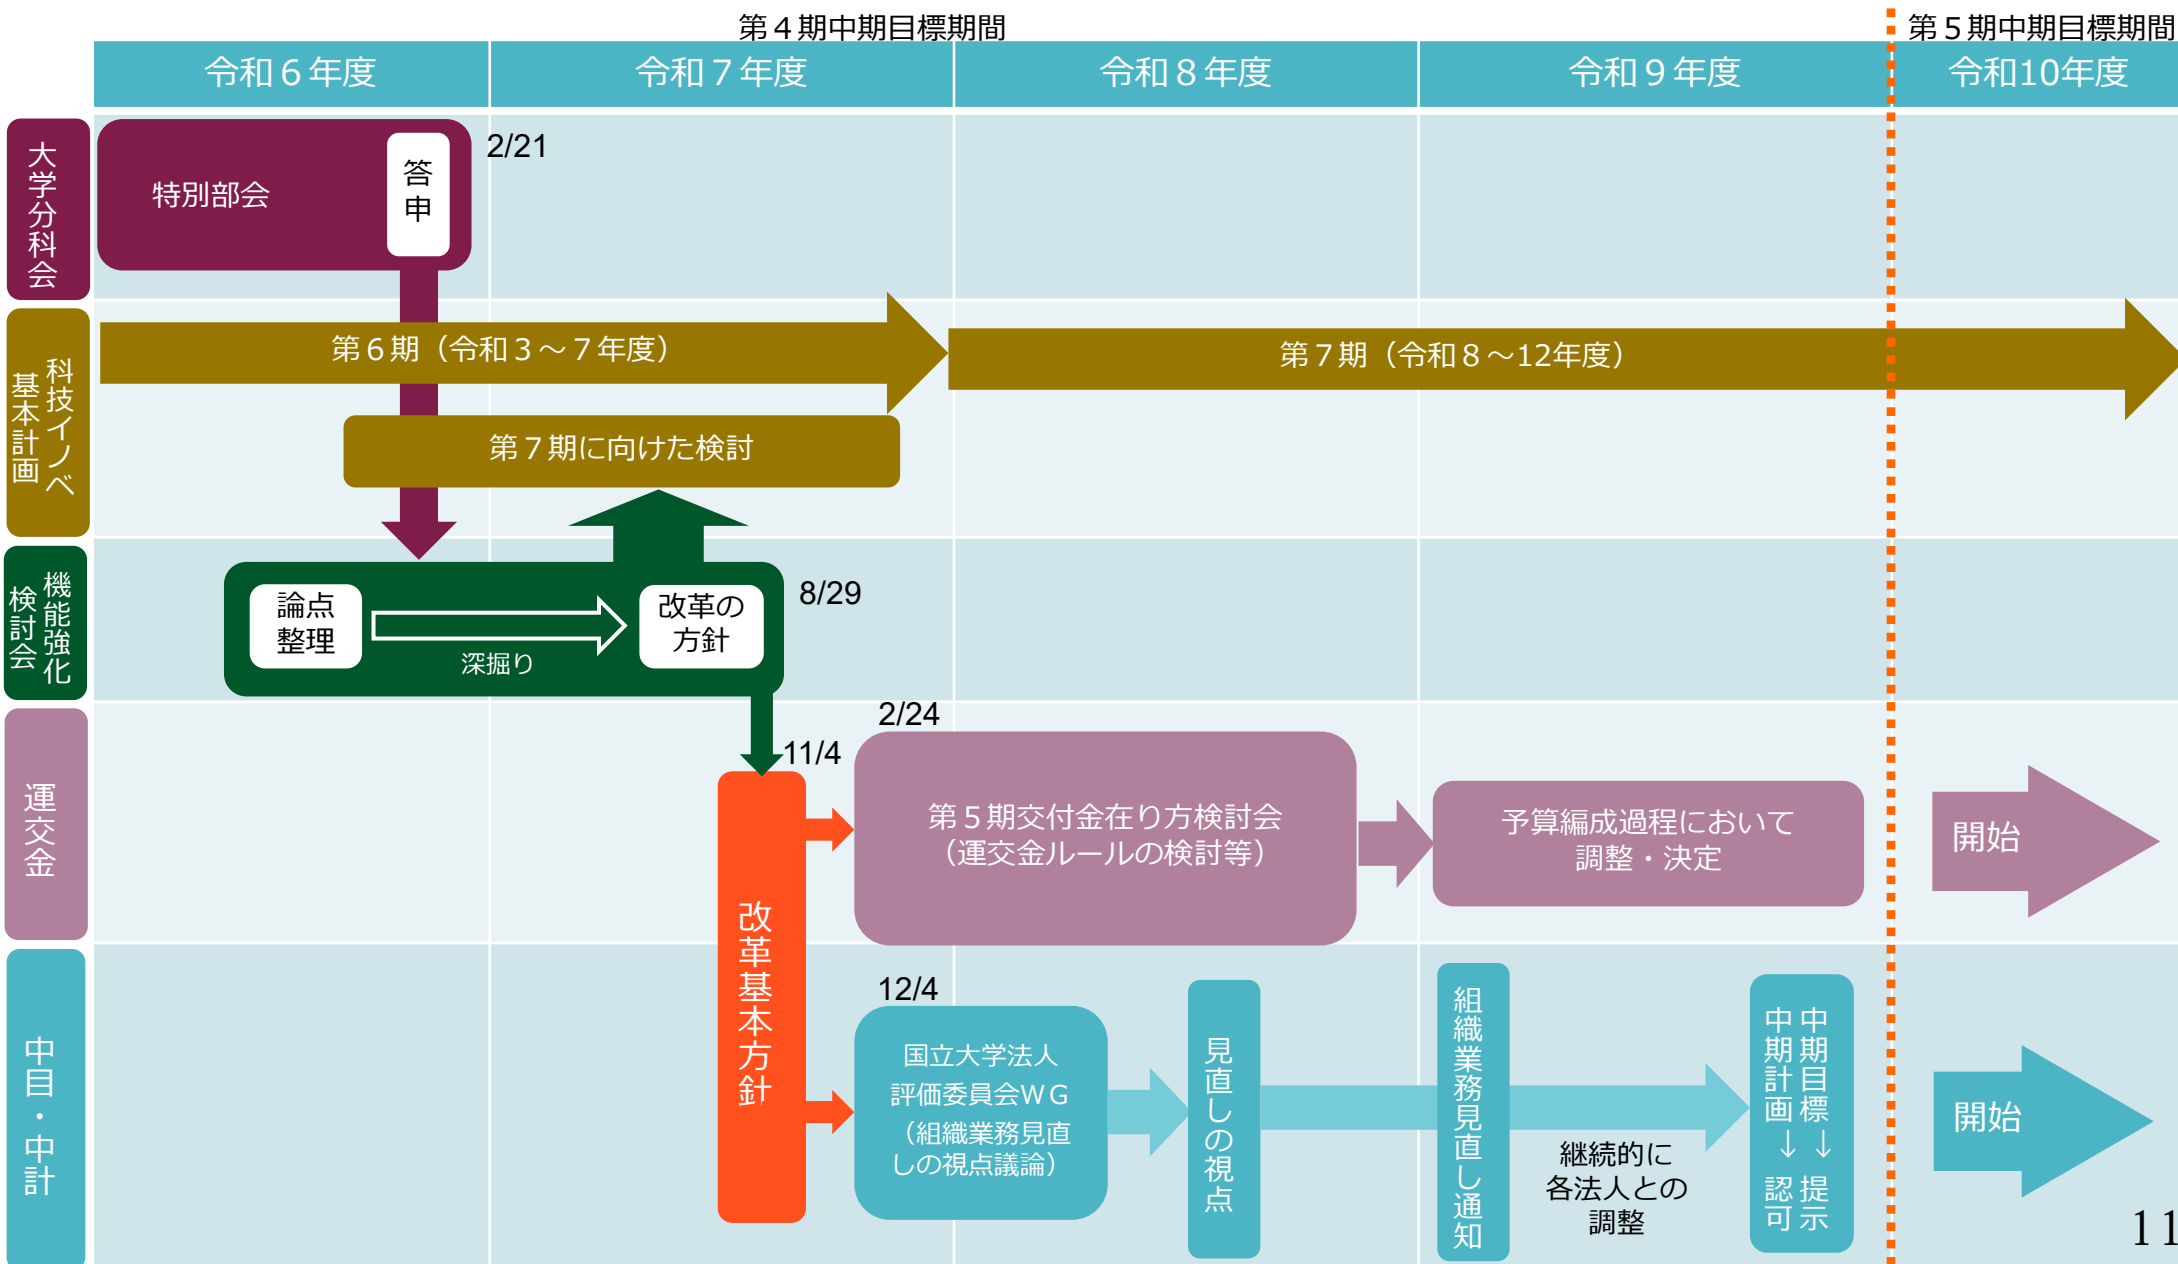 第４期中期目標期間
第５期中期目標期間
令和６年度
令和７年度
令和８年度
令和９年度
令和10年度
大学分科会
特別部会
答
申
2/21
科技イノベ
基本計画
第６期（令和３～７年度）
第７期（令和８～12年度）
第７期に向けた検討
機能強化
検討会
論点
整理
深掘り
改革の
方針
8/29
運交金
11/4
改革基本方針
2/24
第５期交付金在り方検討会
（運交金ルールの検討等）
予算編成過程において
調整・決定
開始
中目・中計
12/4
国立大学法人
評価委員会ＷＧ
（組織業務見直
しの視点議論）
見直しの視点
組織業務見直し通知
継続的に
各法人との
調整
中期目標→提示
中期計画→認可
開始
11